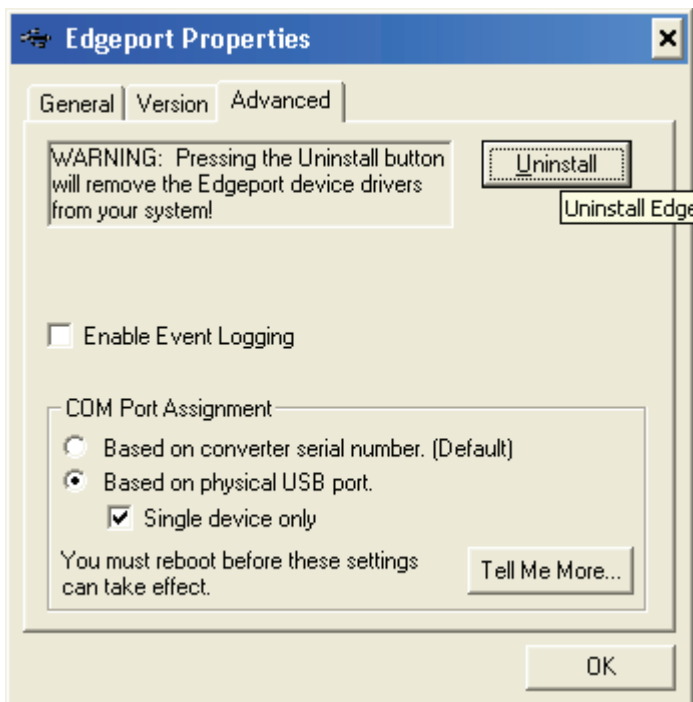 Edgeport Properties
General
Version
Advanced
WARNING: Pressing the Uninstall button
will remove the Edgeport device drivers
from your system!
Uninstall
Uninstall Edge
Enable Event Logging
COM Port Assignment
Based on converter serial number. (Default)
Based on physical USB port.
Single device only
You must reboot before these settings
can take effect.
Tell Me More...
OK